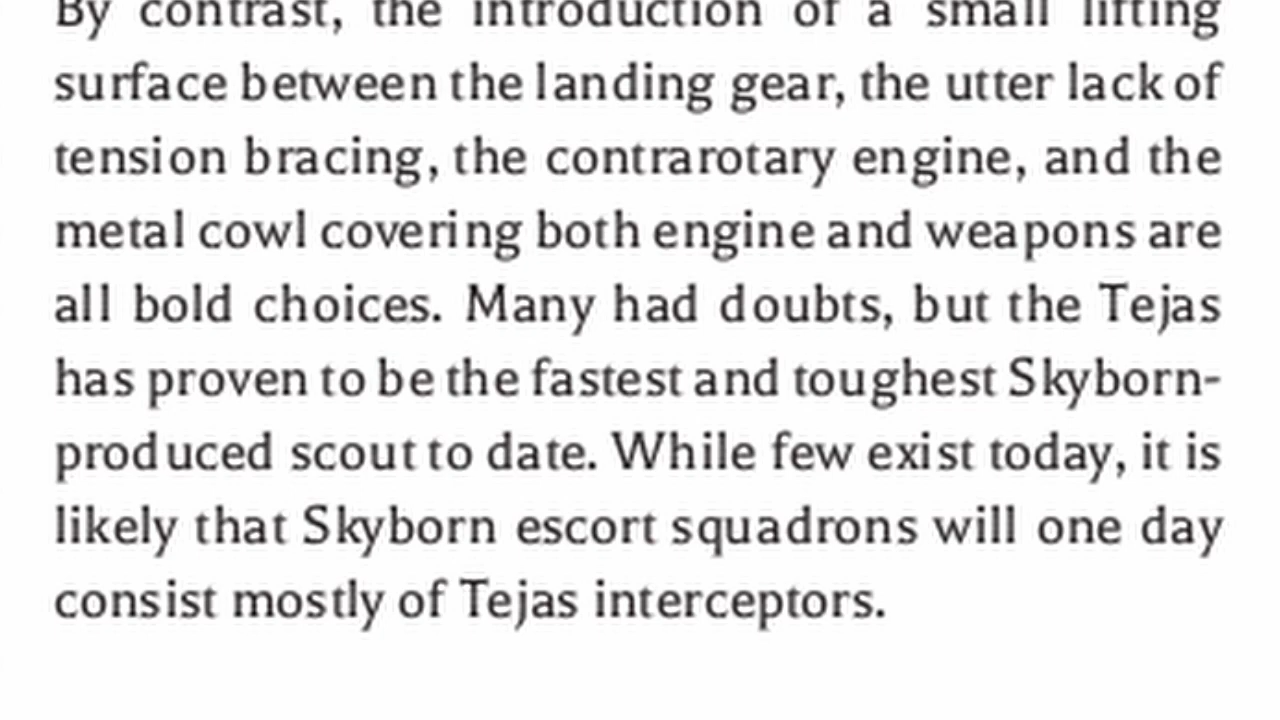 By contrast, the introduction of a small lifting
surface between the landing gear, the utter lack of
tension bracing, the contrarotary engine, and the
metal cowl covering both engine and weapons are
all bold choices. Many had doubts, but the Tejas
has proven to be the fastest and toughest Skyborn-
produced scout to date. While few exist today, it is
likely that Skyborn escort squadrons will one day
consist mostly of Tejas interceptors.